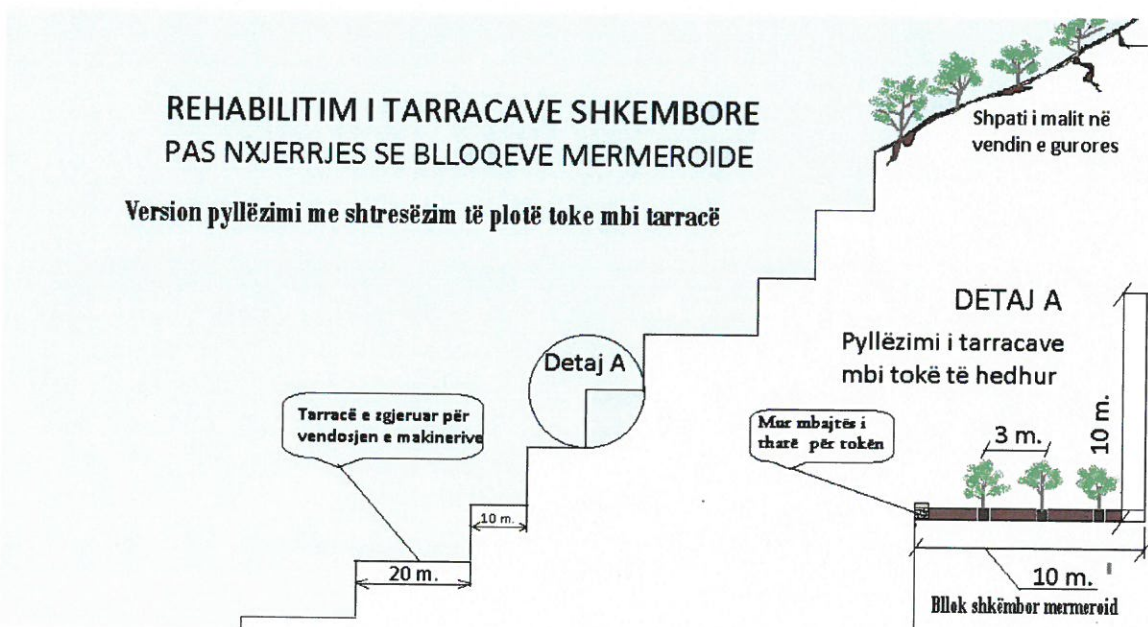 REHABILITIM I TARRACAVE SHKEMBORE
PAS NXJERRJES SE BLLOQEVE MERMEROIDE
Version pyllëzimi me shtresëzim të plotë toke mbi tarracë
Shpati i malit në
vendin e gurores
DETAJ A
Pyllëzimi i tarracave
mbi tokë të hedhur
Detaj A
Tarracë e zgjeruar për
vendosjen e makinerive
Mur mbajtës i
tharë për tokën
3 m.
10 m.
10 m.
20 m.
10 m.
Bllok shkëmbor mermeroid